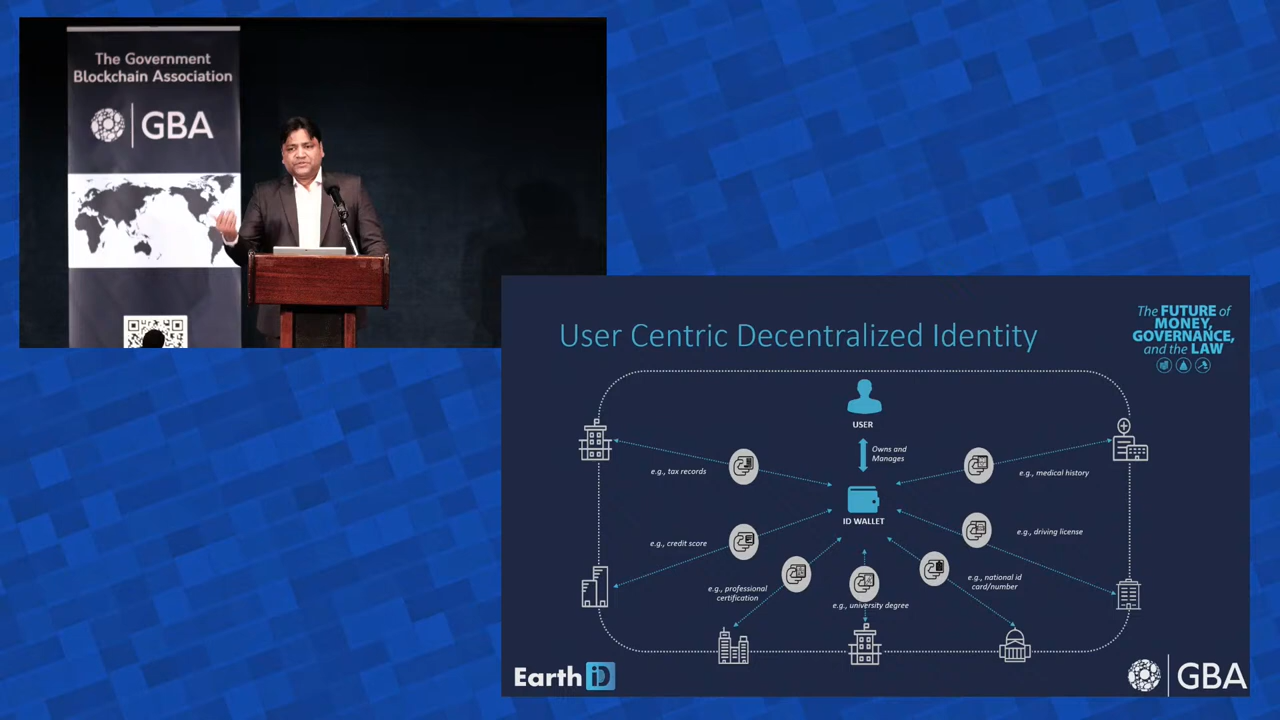 The Government
Blockchain Association
GBA
User Centric Decentralized Identity
The FUTURE of
MONEY,
GOVERNANCE,
and the LAW
USER
Owns and
Manages
e.g., tax records
e.g., medical history
ID WALLET
e.g., credit score
e.g., driving license
e.g., professional
certification
e.g., university degree
e.g., national id
card/number
Earth iD
GBA